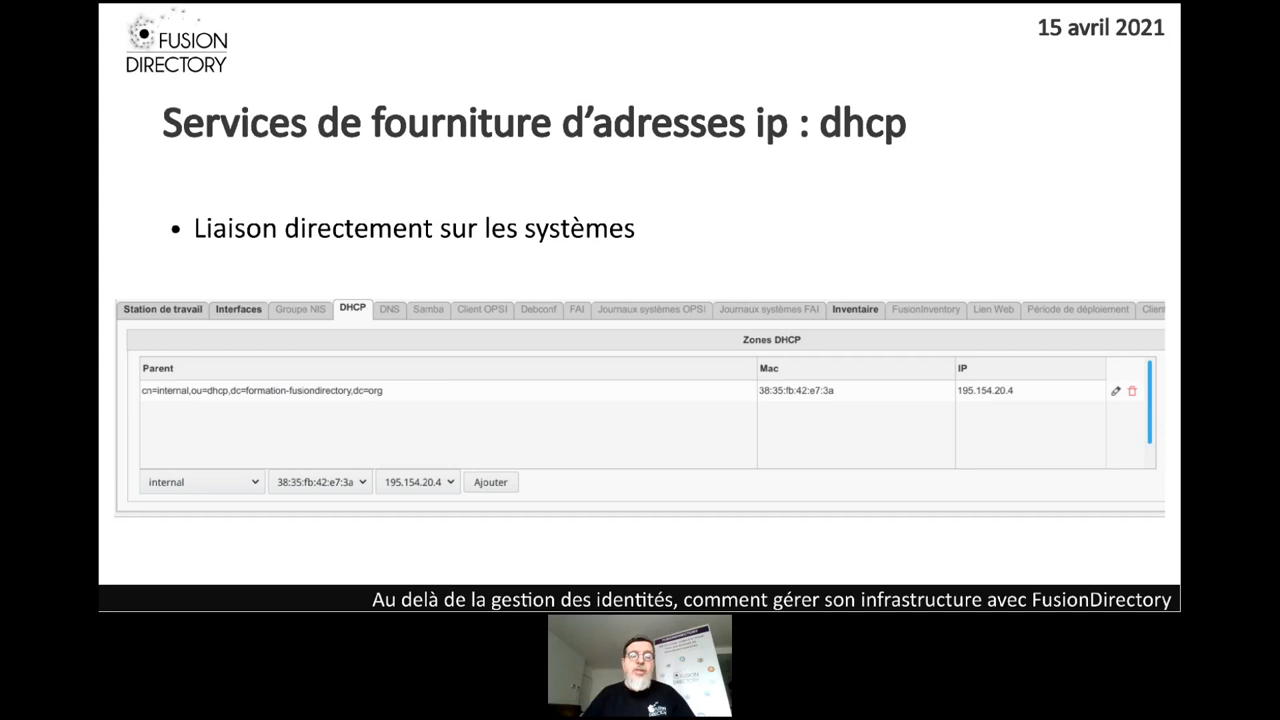 FUSION
DIRECTORY
15 avril 2021
Services de fourniture d'adresses ip : dhcp
• Liaison directement sur les systèmes
Station de travail Interfaces Groupe NIS DHCP DNS Samba Client OPSI Debconf FAI Journaux systèmes OPSI Journaux systèmes FAI Inventaire FusionInventory Lien Web Période de déploiement Clien
Zones DHCP
Parent Mac IP
cn=internal,ou=dhcp,dc=formation-fusiondirectory,dc=org 38:35:fb:42:e7:3a 195.154.20.4
internal 38:35:fb:42:e7:3a 195.154.20.4 Ajouter
Au delà de la gestion des identités, comment gérer son infrastructure avec FusionDirectory
FUSION
DIRECTORY